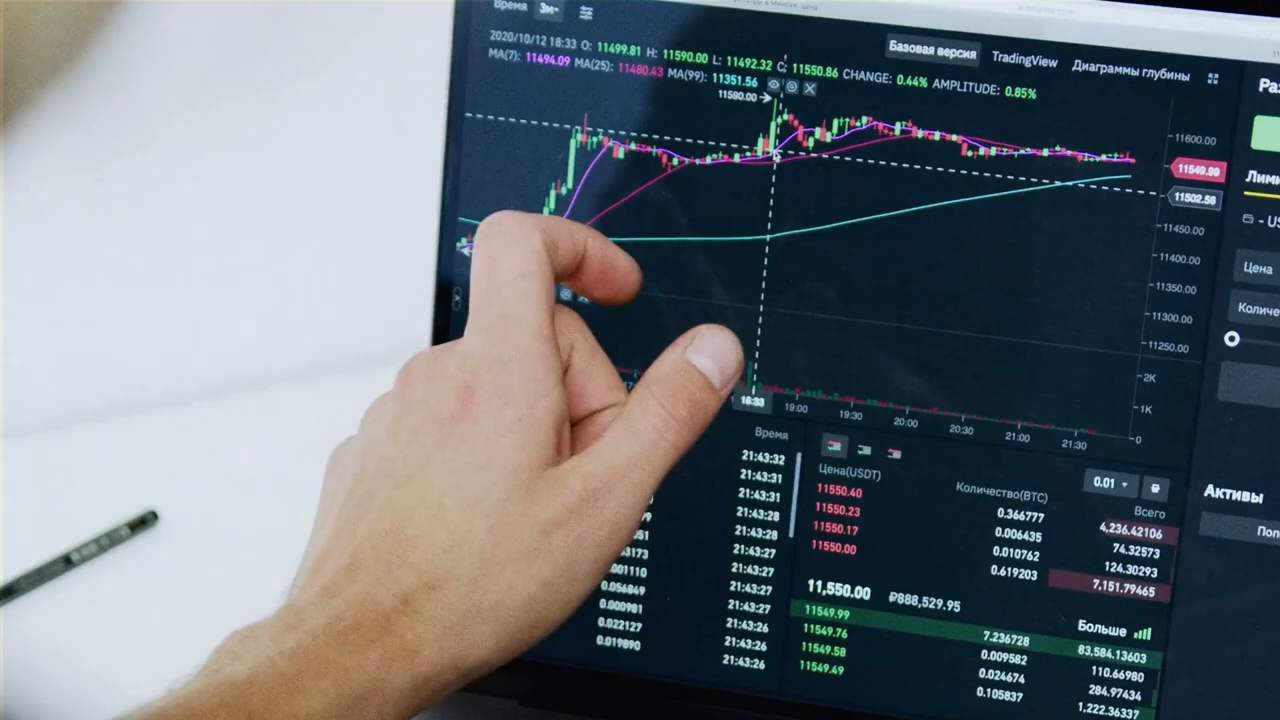 Время 3м
Базовая версия TradingView Диаграммы глубины
2020/10/12 18:33 O: 11499.81 H: 11590.00 L: 11492.32 C: 11550.86 CHANGE: 0.44% AMPLITUDE: 0.85%
MA(7): 11494.09 MA(25): 11480.43 MA(99): 11351.56
11590.00
11600.00
11549.99
11502.56
11450.00
11400.00
11350.00
11300.00
11250.00
2K
1K
0
18:33 19:00 19:30 20:00 20:30 21:00 21:30
Время
21:43:32
21:43:31
21:43:31
21:43:28
21:43:28
21:43:27
21:43:27
0.056849 21:43:27
0.000981 21:43:27
0.022127 21:43:26
0.019890 21:43:26
21:43:26
0.01
Цена(USDT) Количество(BTC) Всего
11550.40 0.366777 4,236.42106
11550.23 0.006435 74.32573
11550.17 0.010762 124.30293
11550.00 0.619203 7,151.79465
11,550.00 ₽888,529.95 Больше
11549.99 7.236728 83,584.13603
11549.76 0.009582 110.66980
11549.58 0.024674 284.97434
11549.49 0.105837 1,222.36337
Цена
Активы